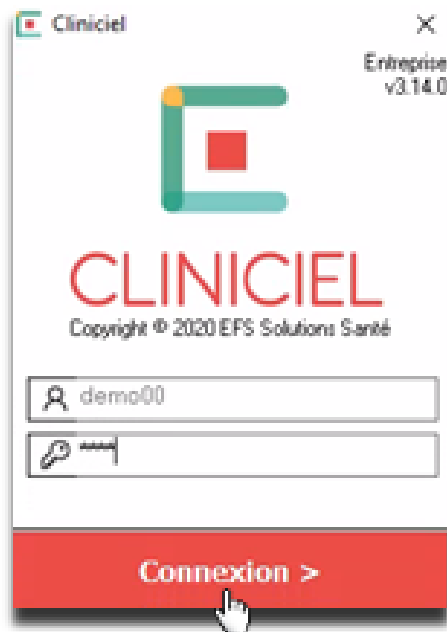 Cliniciel
Entreprise
v3.14.0
CLINICIEL
Copyright © 2020 EFS Solutions Santé
demo00
****
Connexion >